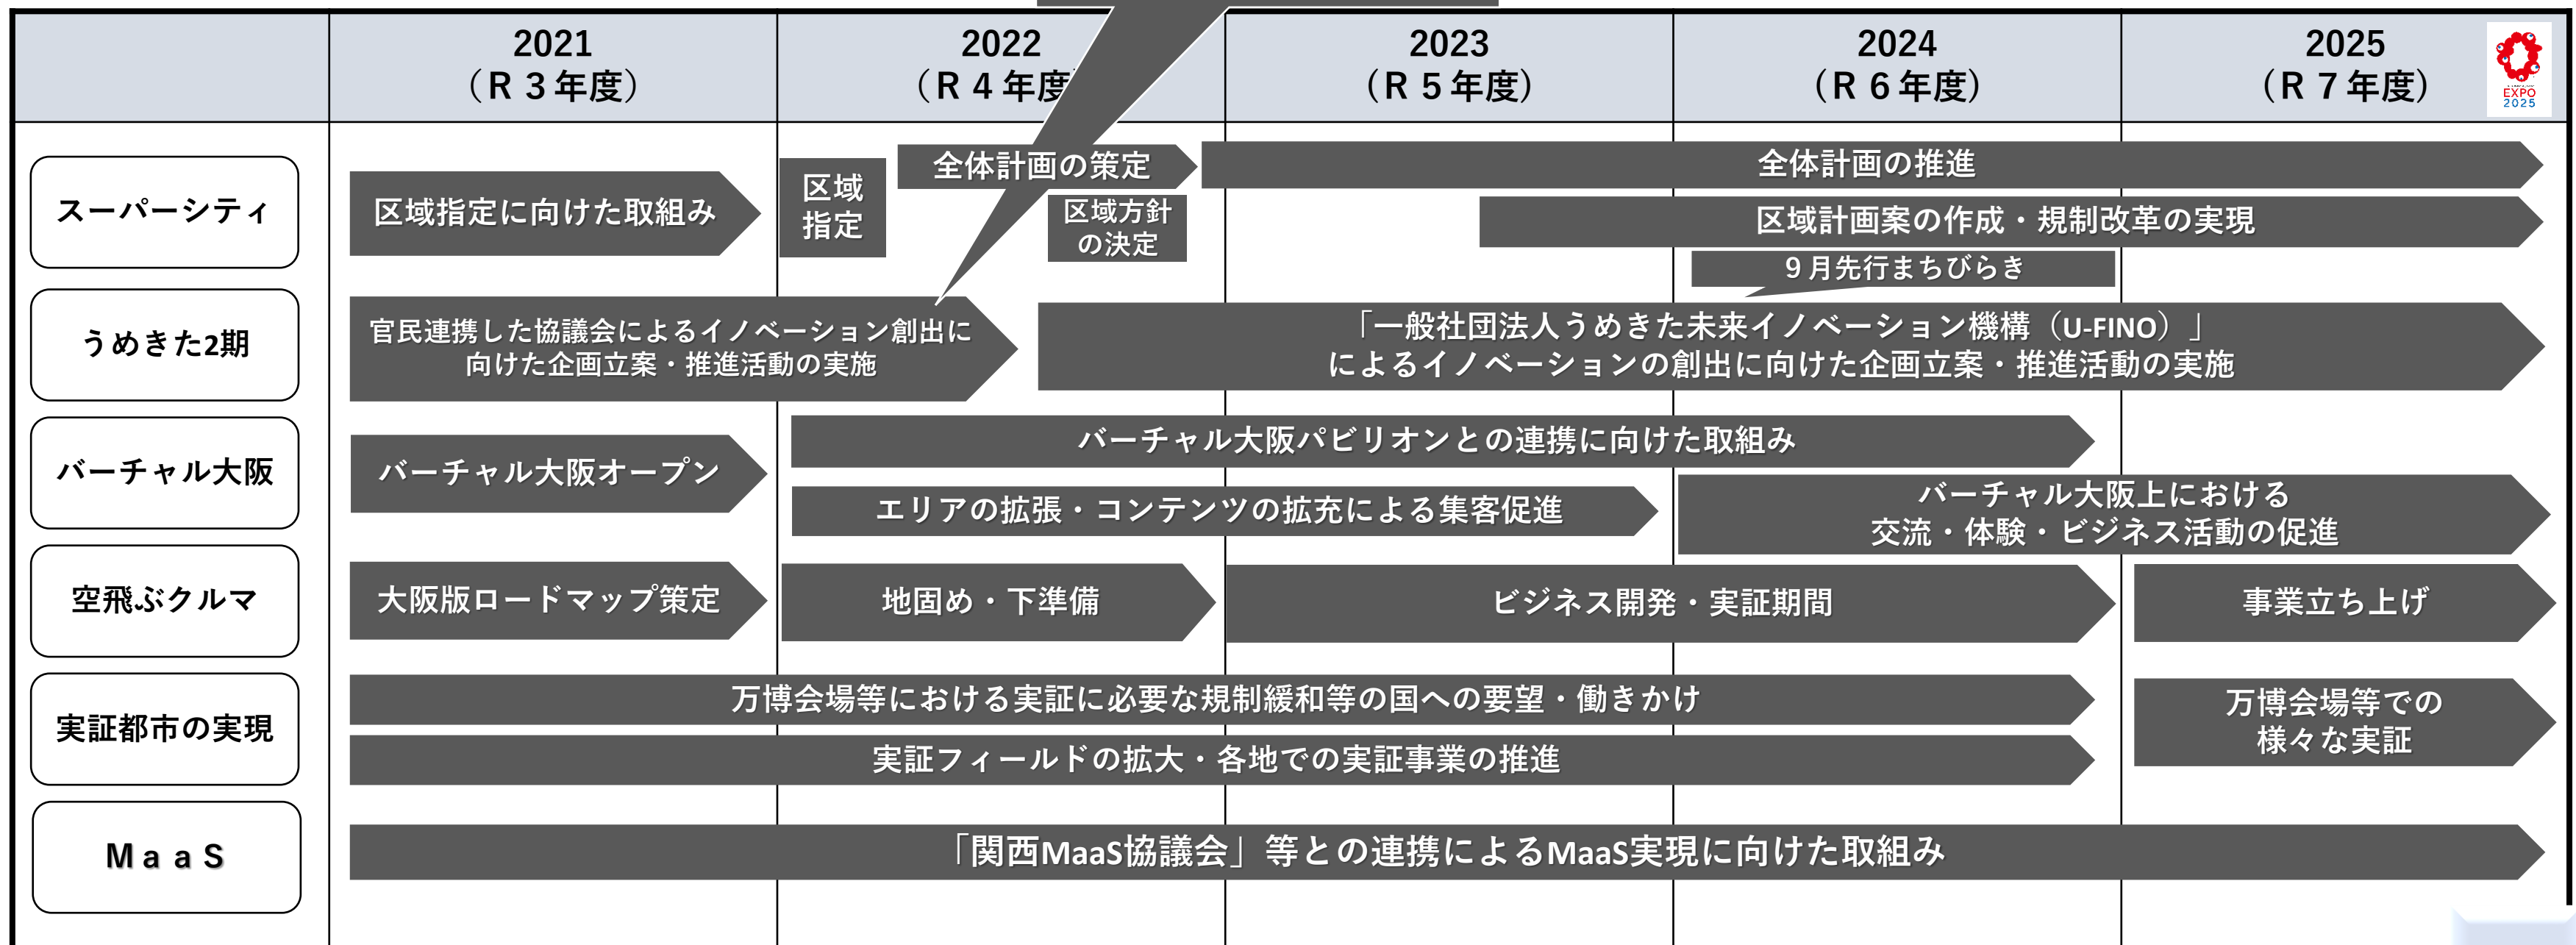 2021
（R３年度）
2022
（R４年度
2023
（R５年度）
2024
（R６年度）
2025
（R７年度）
EXPO
2025
スーパーシティ
区域指定に向けた取組み
区域
指定
全体計画の策定
区域方針
の決定
全体計画の推進
区域計画案の作成・規制改革の実現
９月先行まちびらき
うめきた2期
官民連携した協議会によるイノベーション創出に
向けた企画立案・推進活動の実施
「一般社団法人うめきた未来イノベーション機構（U-FINO）」
によるイノベーションの創出に向けた企画立案・推進活動の実施
バーチャル大阪
バーチャル大阪オープン
バーチャル大阪パビリオンとの連携に向けた取組み
エリアの拡張・コンテンツの拡充による集客促進
バーチャル大阪上における
交流・体験・ビジネス活動の促進
空飛ぶクルマ
大阪版ロードマップ策定
地固め・下準備
ビジネス開発・実証期間
事業立ち上げ
実証都市の実現
万博会場等における実証に必要な規制緩和等の国への要望・働きかけ
実証フィールドの拡大・各地での実証事業の推進
万博会場等での
様々な実証
ＭａａＳ
「関西MaaS協議会」等との連携によるMaaS実現に向けた取組み